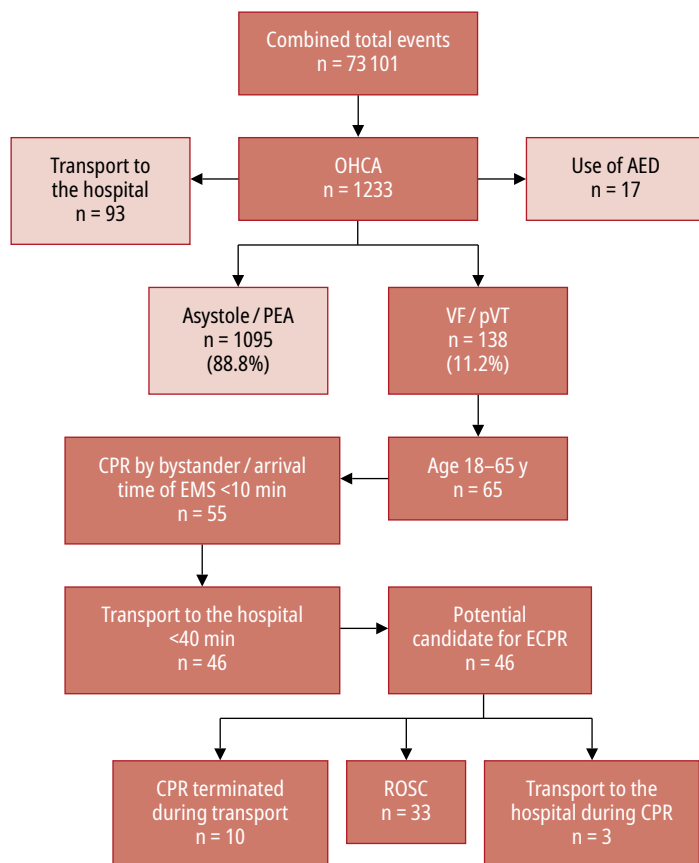 Combined total events
n = 73 101
Transport to
the hospital
n = 93
OHCA
n = 1233
Use of AED
n = 17
Asystole / PEA
n = 1095
(88.8%)
VF / pVT
n = 138
(11.2%)
CPR by bystander / arrival
time of EMS <10 min
n = 55
Age 18–65 y
n = 65
Transport to the hospital
<40 min
n = 46
Potential
candidate for ECPR
n = 46
CPR terminated
during transport
n = 10
ROSC
n = 33
Transport to the
hospital during CPR
n = 3